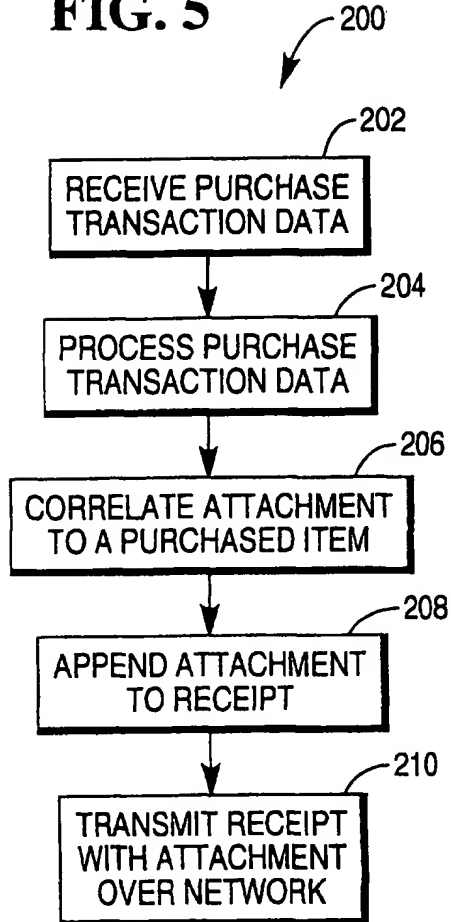 FIG. 5
200
202
RECEIVE PURCHASE
TRANSACTION DATA
204
PROCESS PURCHASE
TRANSACTION DATA
206
CORRELATE ATTACHMENT
TO A PURCHASED ITEM
208
APPEND ATTACHMENT
TO RECEIPT
210
TRANSMIT RECEIPT
WITH ATTACHMENT
OVER NETWORK